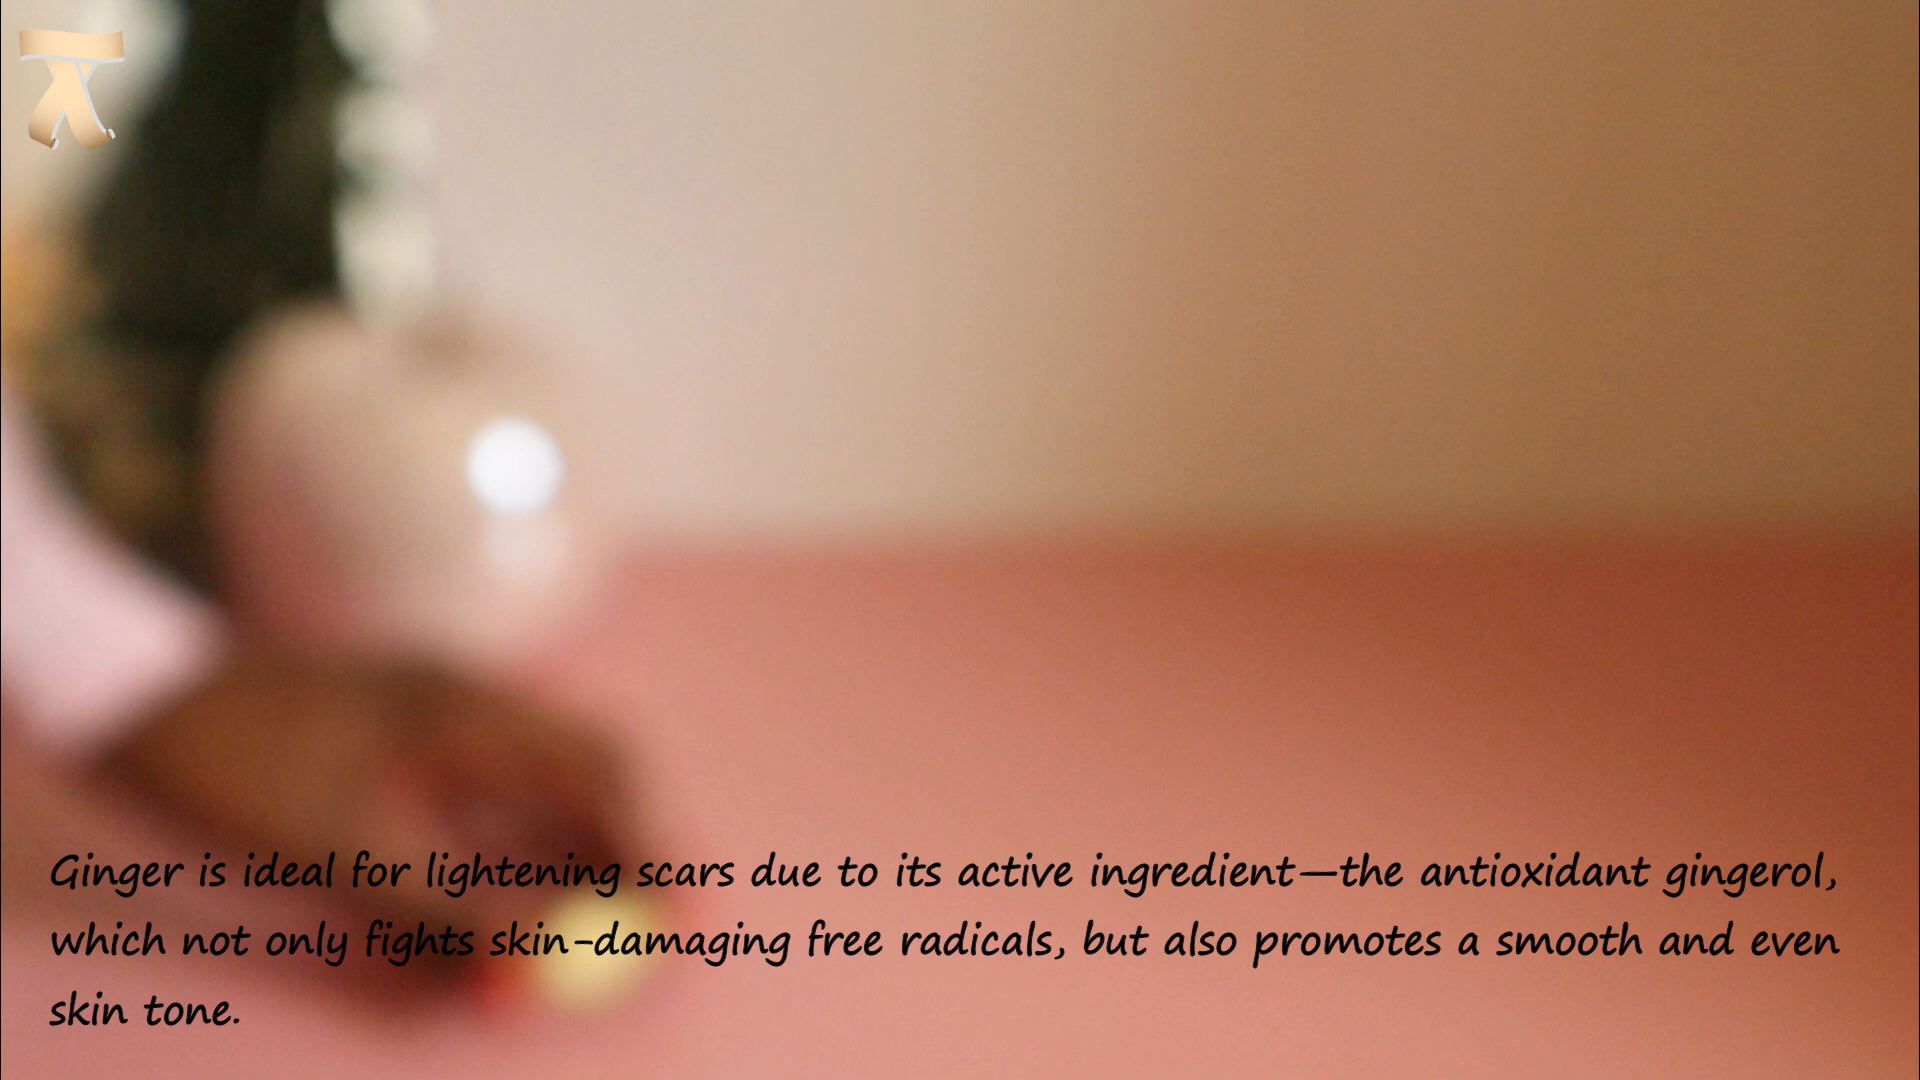 Ginger is ideal for lightening scars due to its active ingredient—the antioxidant gingerol,
which not only fights skin-damaging free radicals, but also promotes a smooth and even
skin tone.